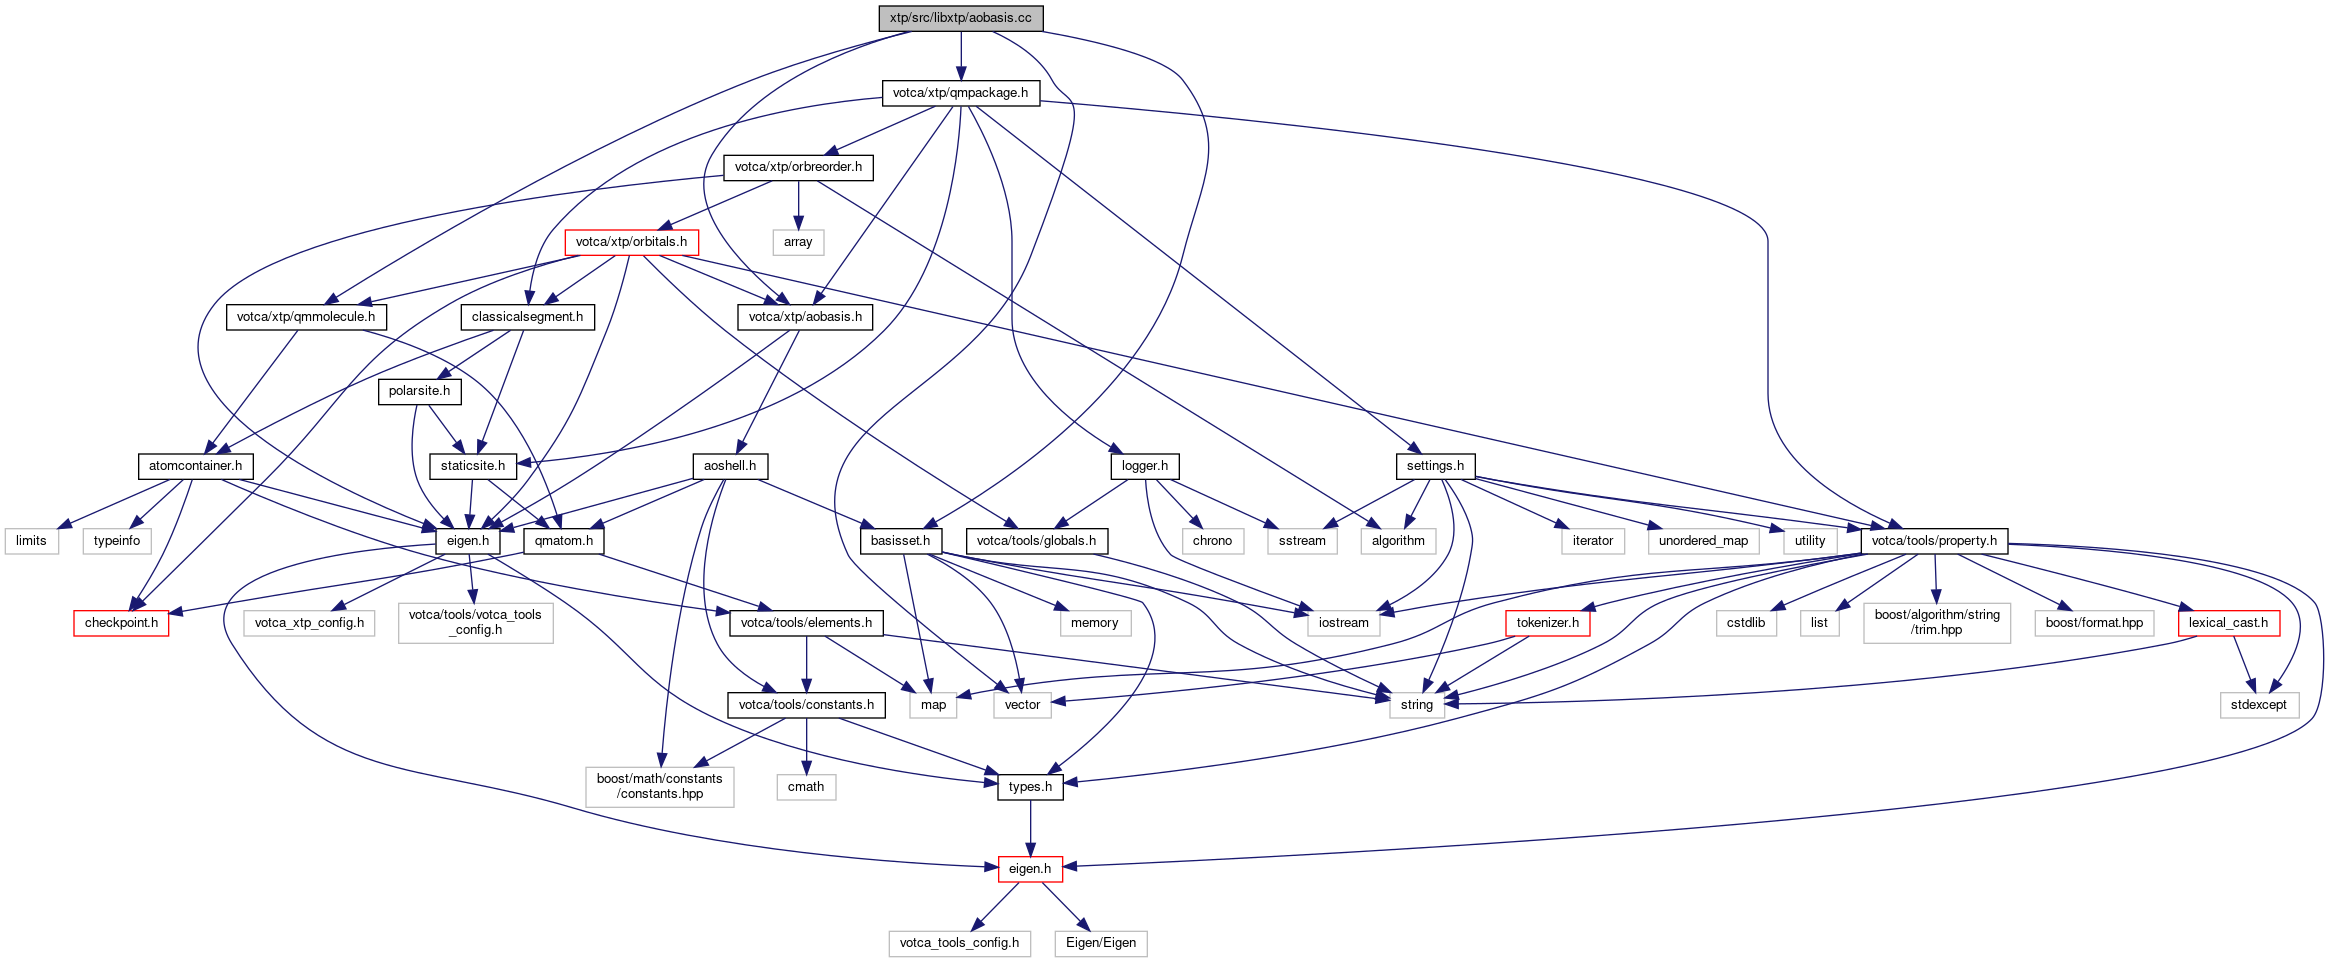 xtp/src/libxtp/aobasis.cc
votca/xtp/qmpackage.h
votca/xtp/orbreorder.h
votca/xtp/orbitals.h
array
votca/xtp/qmmolecule.h
classicalsegment.h
votca/xtp/aobasis.h
polarsite.h
atomcontainer.h
staticsite.h
aoshell.h
logger.h
settings.h
limits
typeinfo
eigen.h
qmatom.h
basisset.h
votca/tools/globals.h
chrono
sstream
algorithm
iterator
unordered_map
utility
votca/tools/property.h
checkpoint.h
votca_xtp_config.h
votca/tools/votca_tools
_config.h
votca/tools/elements.h
memory
iostream
tokenizer.h
cstdlib
list
boost/algorithm/string
/trim.hpp
boost/format.hpp
lexical_cast.h
votca/tools/constants.h
map
vector
string
stdexcept
boost/math/constants
/constants.hpp
cmath
types.h
eigen.h
votca_tools_config.h
Eigen/Eigen